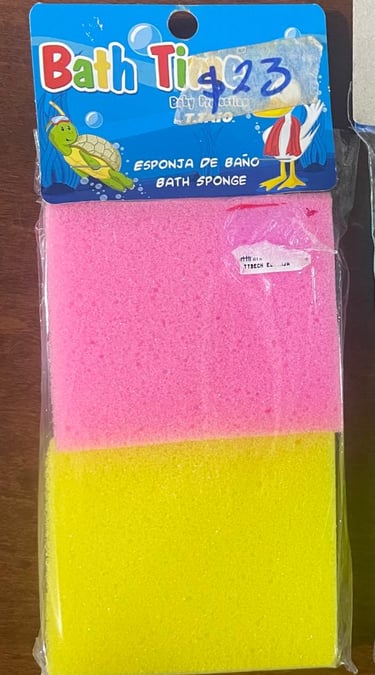 Bath Time
$23
Baby Protection
ESPONJA DE BAÑO
BATH SPONGE